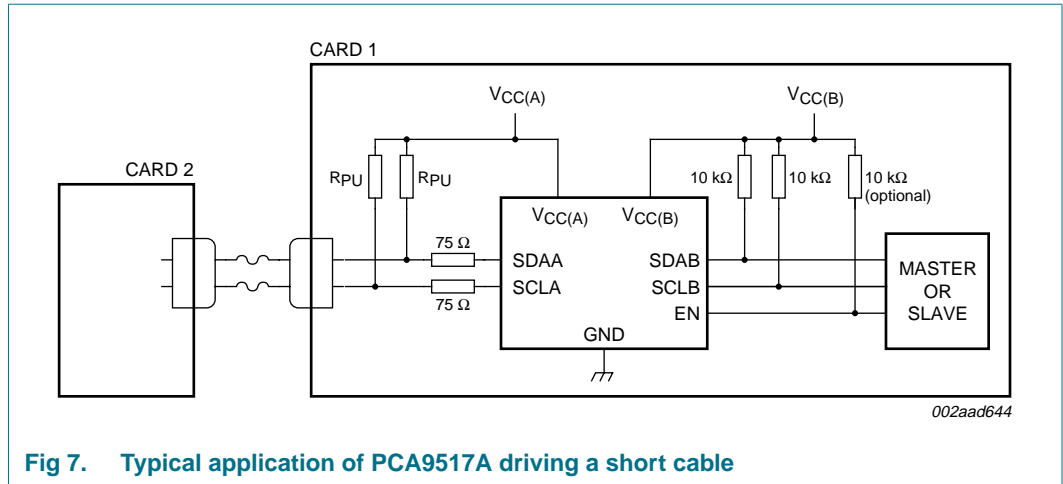 CARD 1
CARD 2
VCC(A)
VCC(B)
RPU
RPU
10 kΩ
10 kΩ
10 kΩ
(optional)
VCC(A)
VCC(B)
75 Ω
SDAA
SCLA
75 Ω
SDAB
SCLB
EN
GND
MASTER
OR
SLAVE
002aad644
Fig 7. Typical application of PCA9517A driving a short cable